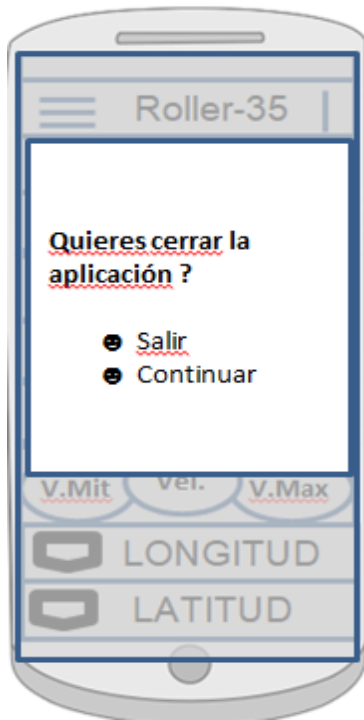 Roller-35
Quieres cerrar la
aplicación ?
Salir
Continuar
V.Mit Vel. V.Max
LONGITUD
LATITUD